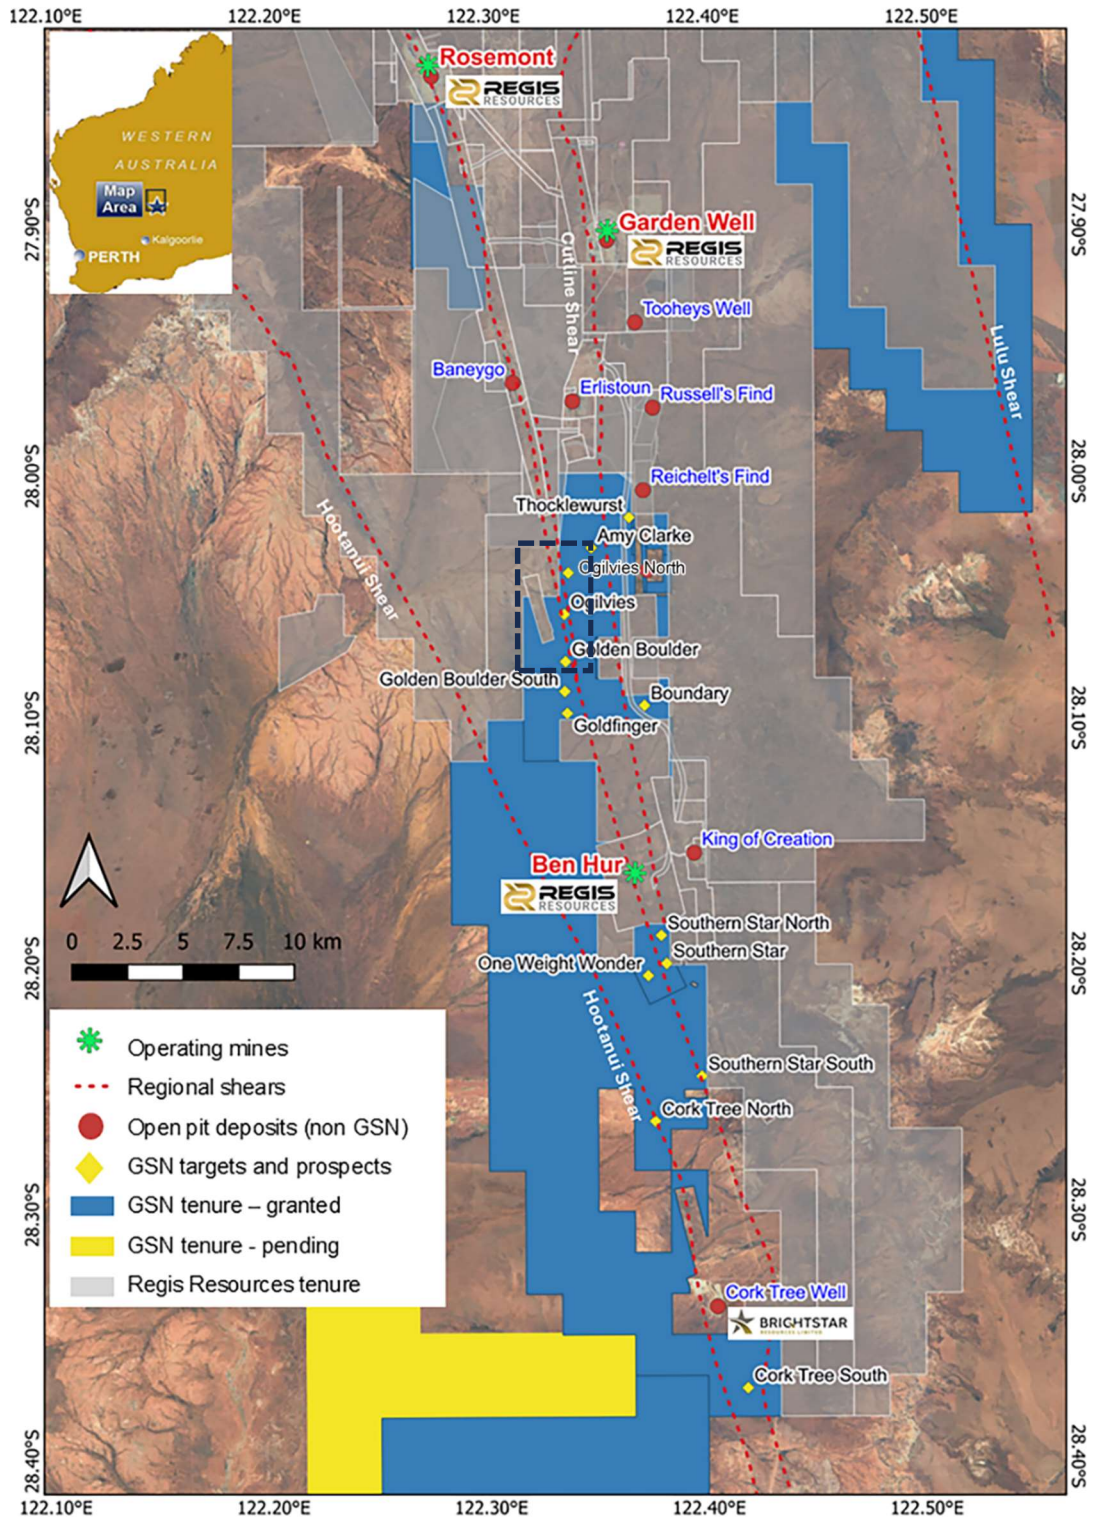 122.10°E
122.20°E
122.30°E
122.40°E
122.50°E
WESTERN
AUSTRALIA
Map
Area
Kalgoorlie
PERTH
Rosemont
REGIS
RESOURCES
27.90°S
27.90°S
Garden Well
REGIS
RESOURCES
Cutline Shear
Tooheys Well
Lulu Shear
Baneygo
Erlistoun
Russell's Find
28.00°S
28.00°S
Reichelt's Find
Thocklewurst
Hootanui Shear
Amy Clarke
Ogilvies North
Ogilvies
Golden Boulder
Golden Boulder South
Boundary
28.10°S
28.10°S
Goldfinger
King of Creation
Ben Hur
REGIS
RESOURCES
Southern Star North
0 2.5 5 7.5 10 km
Southern Star
One Weight Wonder
28.20°S
28.20°S
Hootanui Shear
Southern Star South
Cork Tree North
Operating mines
Regional shears
Open pit deposits (non GSN)
GSN targets and prospects
GSN tenure – granted
GSN tenure - pending
Regis Resources tenure
28.30°S
28.30°S
Cork Tree Well
BRIGHTSTAR
RESOURCES LIMITED
Cork Tree South
28.40°S
28.40°S
122.10°E
122.20°E
122.30°E
122.40°E
122.50°E